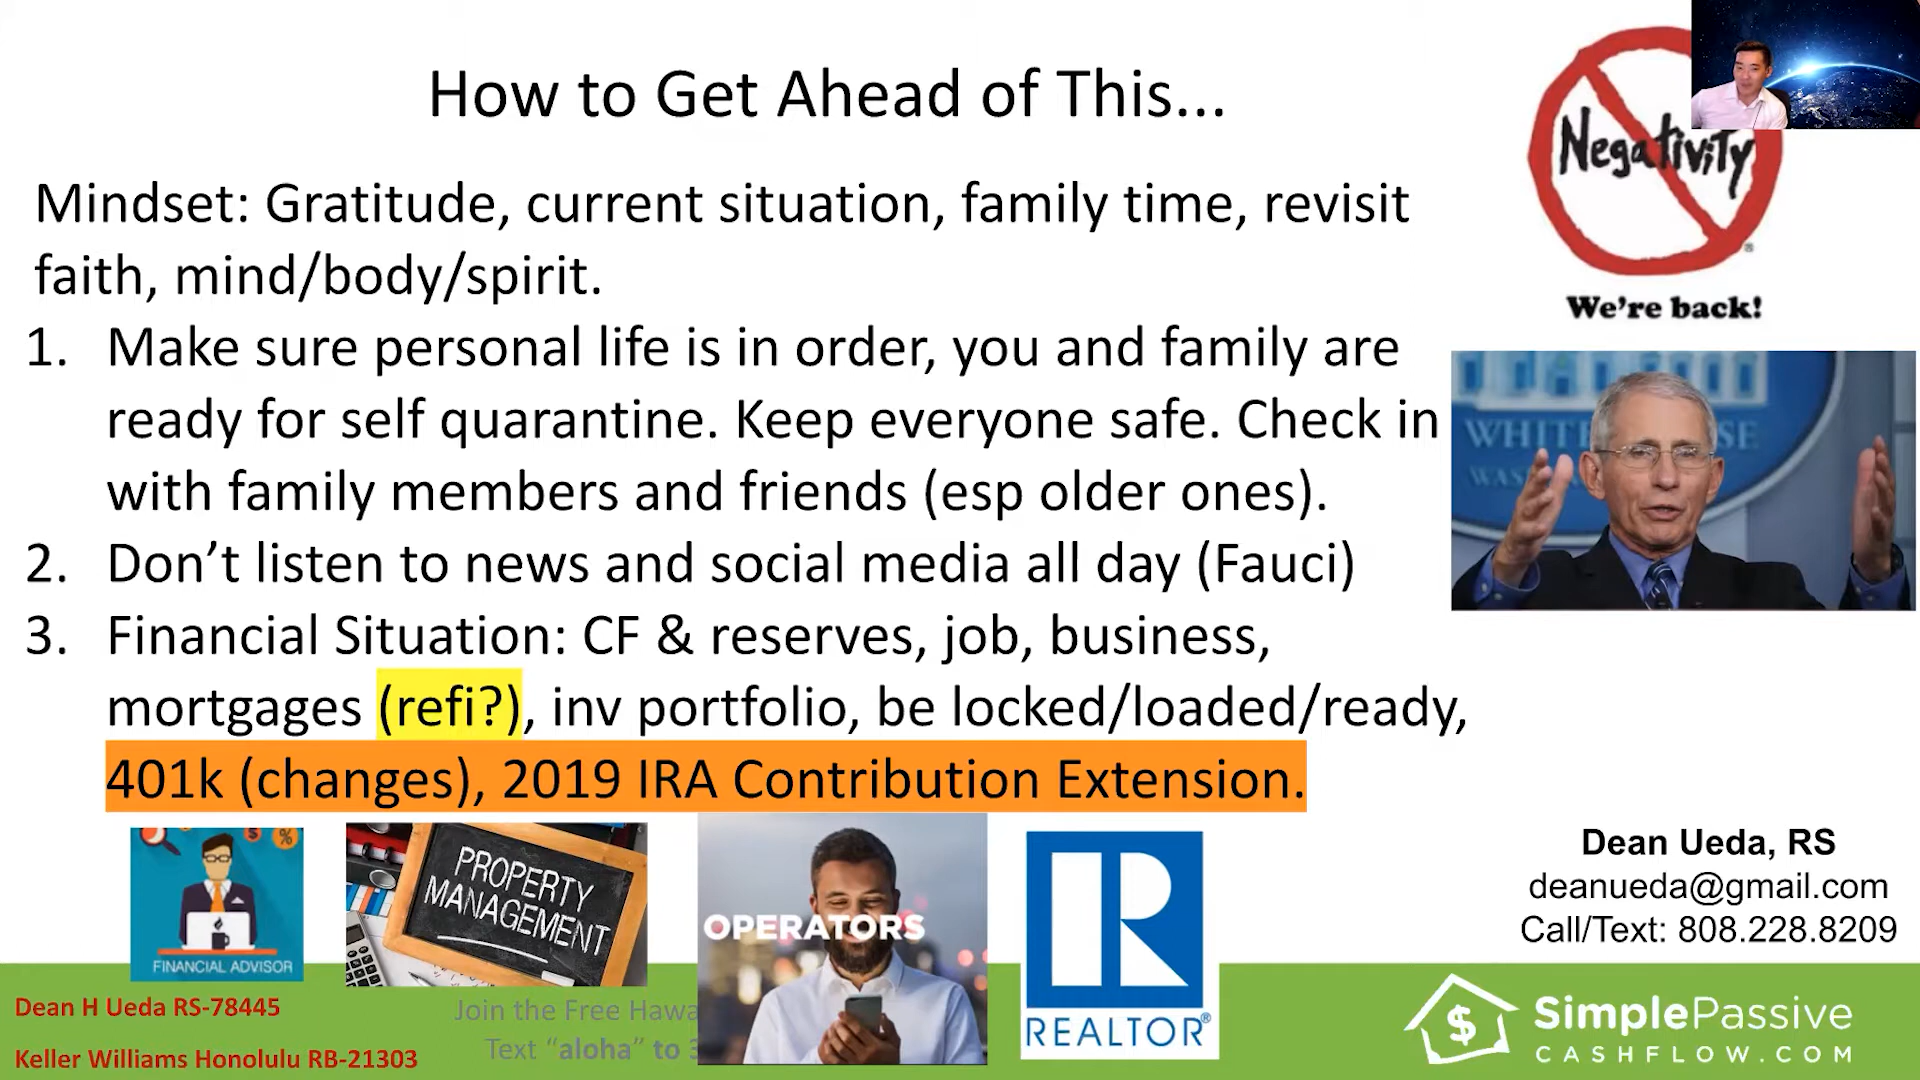 How to Get Ahead of This...
Negativity
We're back!
Mindset: Gratitude, current situation, family time, revisit
faith, mind/body/spirit.
1. Make sure personal life is in order, you and family are
ready for self quarantine. Keep everyone safe. Check in
with family members and friends (esp older ones).
2. Don’t listen to news and social media all day (Fauci)
3. Financial Situation: CF & reserves, job, business,
mortgages (refi?), inv portfolio, be locked/loaded/ready,
401k (changes), 2019 IRA Contribution Extension.
FINANCIAL ADVISOR
PROPERTY
MANAGEMENT
OPERATORS
REALTOR®
Dean Ueda, RS
deanueda@gmail.com
Call/Text: 808.228.8209
Dean H Ueda RS-78445
Keller Williams Honolulu RB-21303
Join the Free
Text “aloha” to
SimplePassive
CASHFLOW.COM